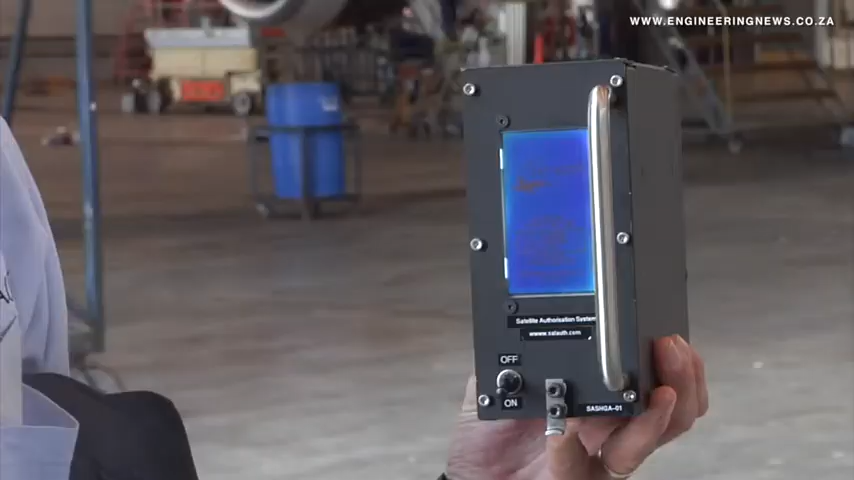 WWW.ENGINEERINGNEWS.CO.ZA
Satellite Authorisation System
www.satauth.com
OFF
ON
SASHGA-01